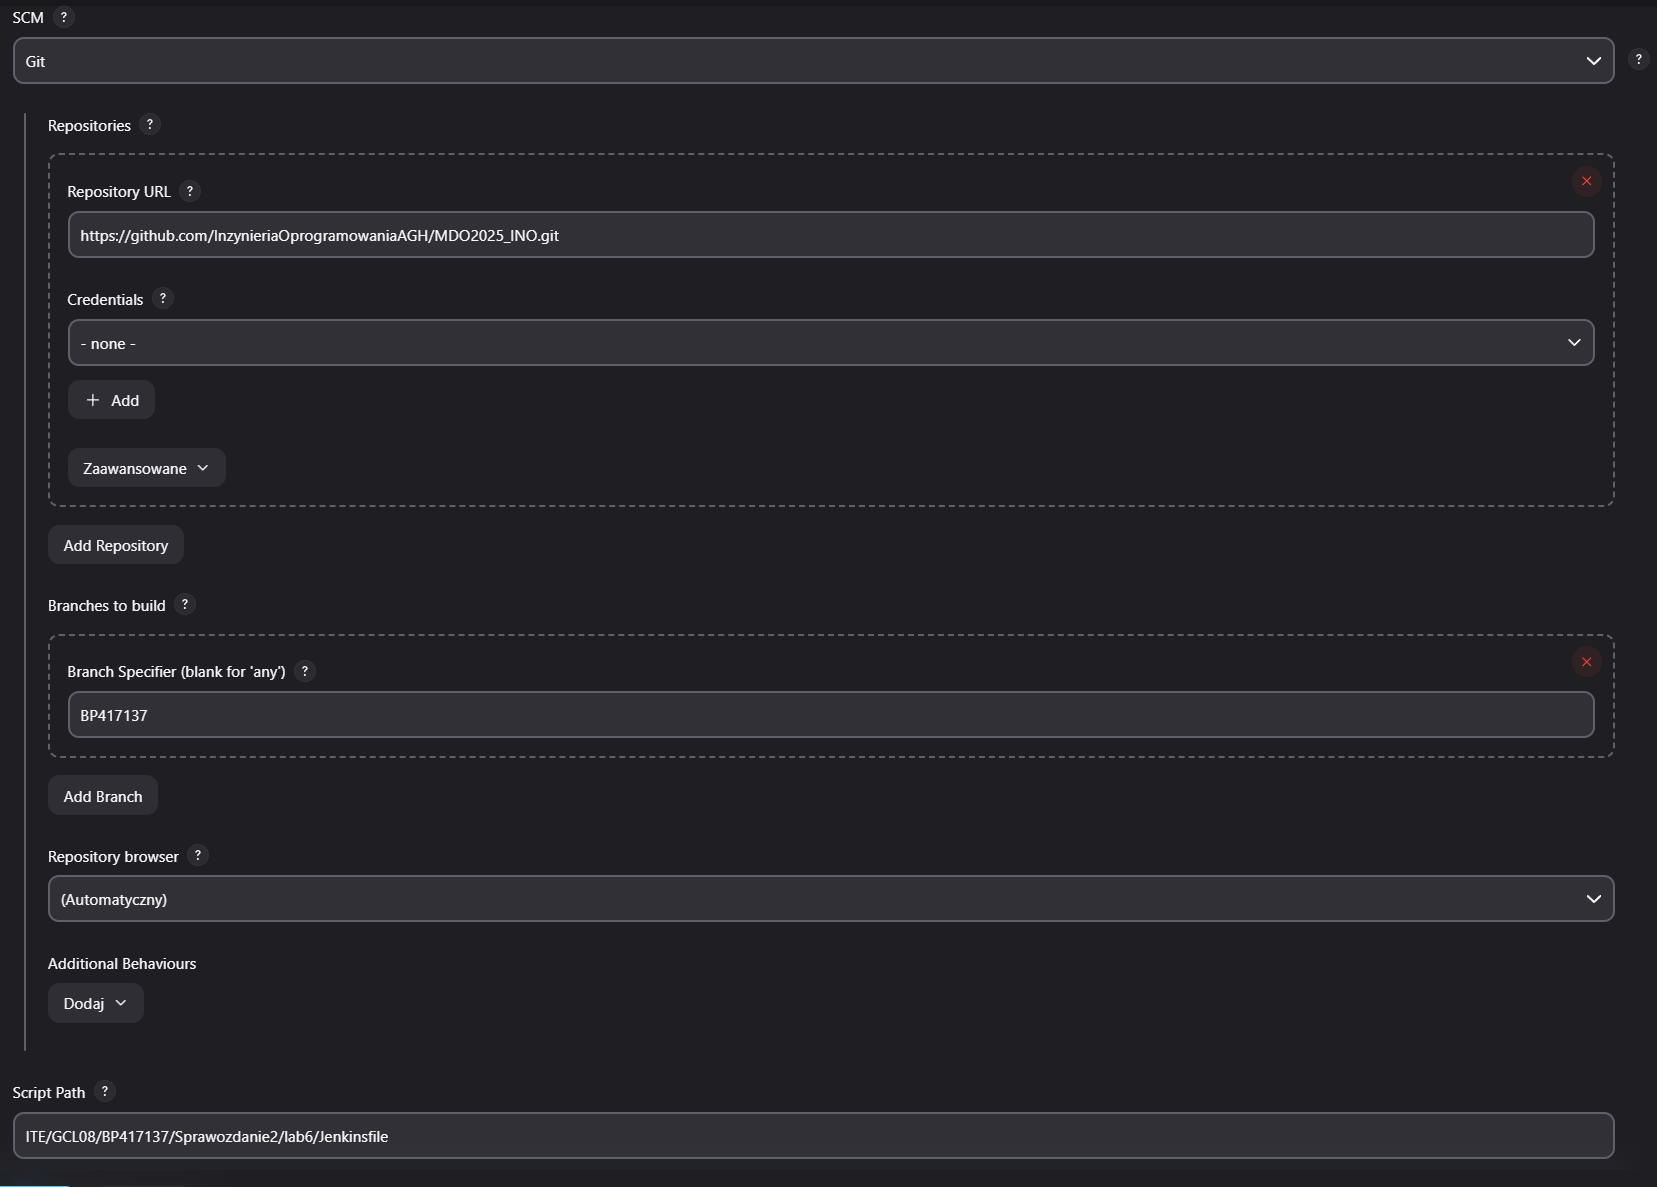 SCM ?
Git
?
Repositories ?
Repository URL ?
https://github.com/InzynieriaOprogramowaniaAGH/MDO2025_INO.git
Credentials ?
- none -
+ Add
Zaawansowane
Add Repository
Branches to build ?
Branch Specifier (blank for 'any') ?
BP417137
Add Branch
Repository browser ?
(Automatyczny)
Additional Behaviours
Dodaj
Script Path ?
ITE/GCL08/BP417137/Sprawozdanie2/lab6/Jenkinsfile